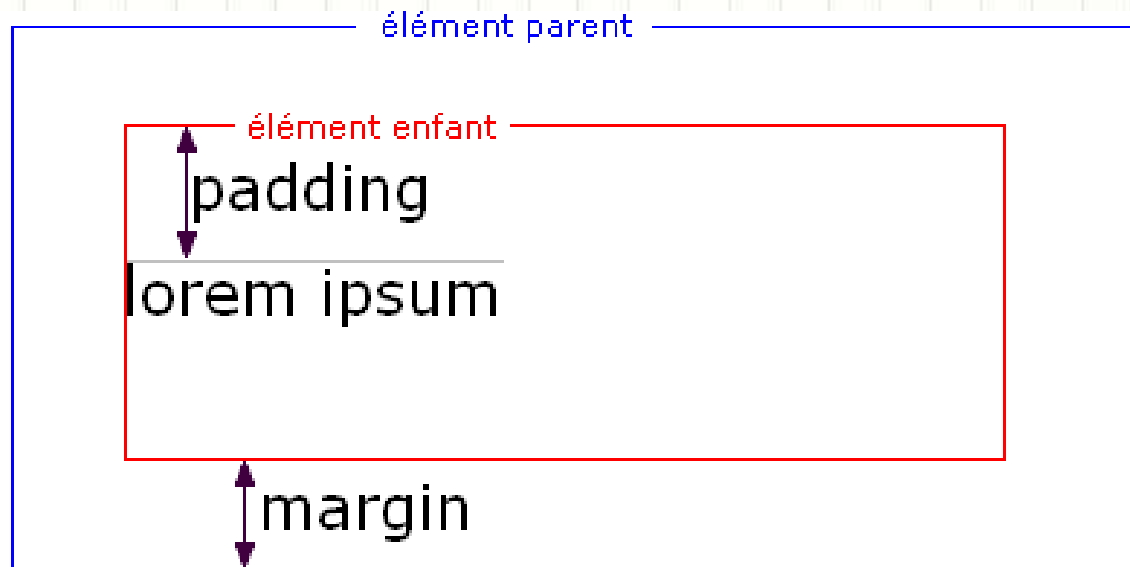 élément parent
élément enfant
padding
lorem ipsum
margin